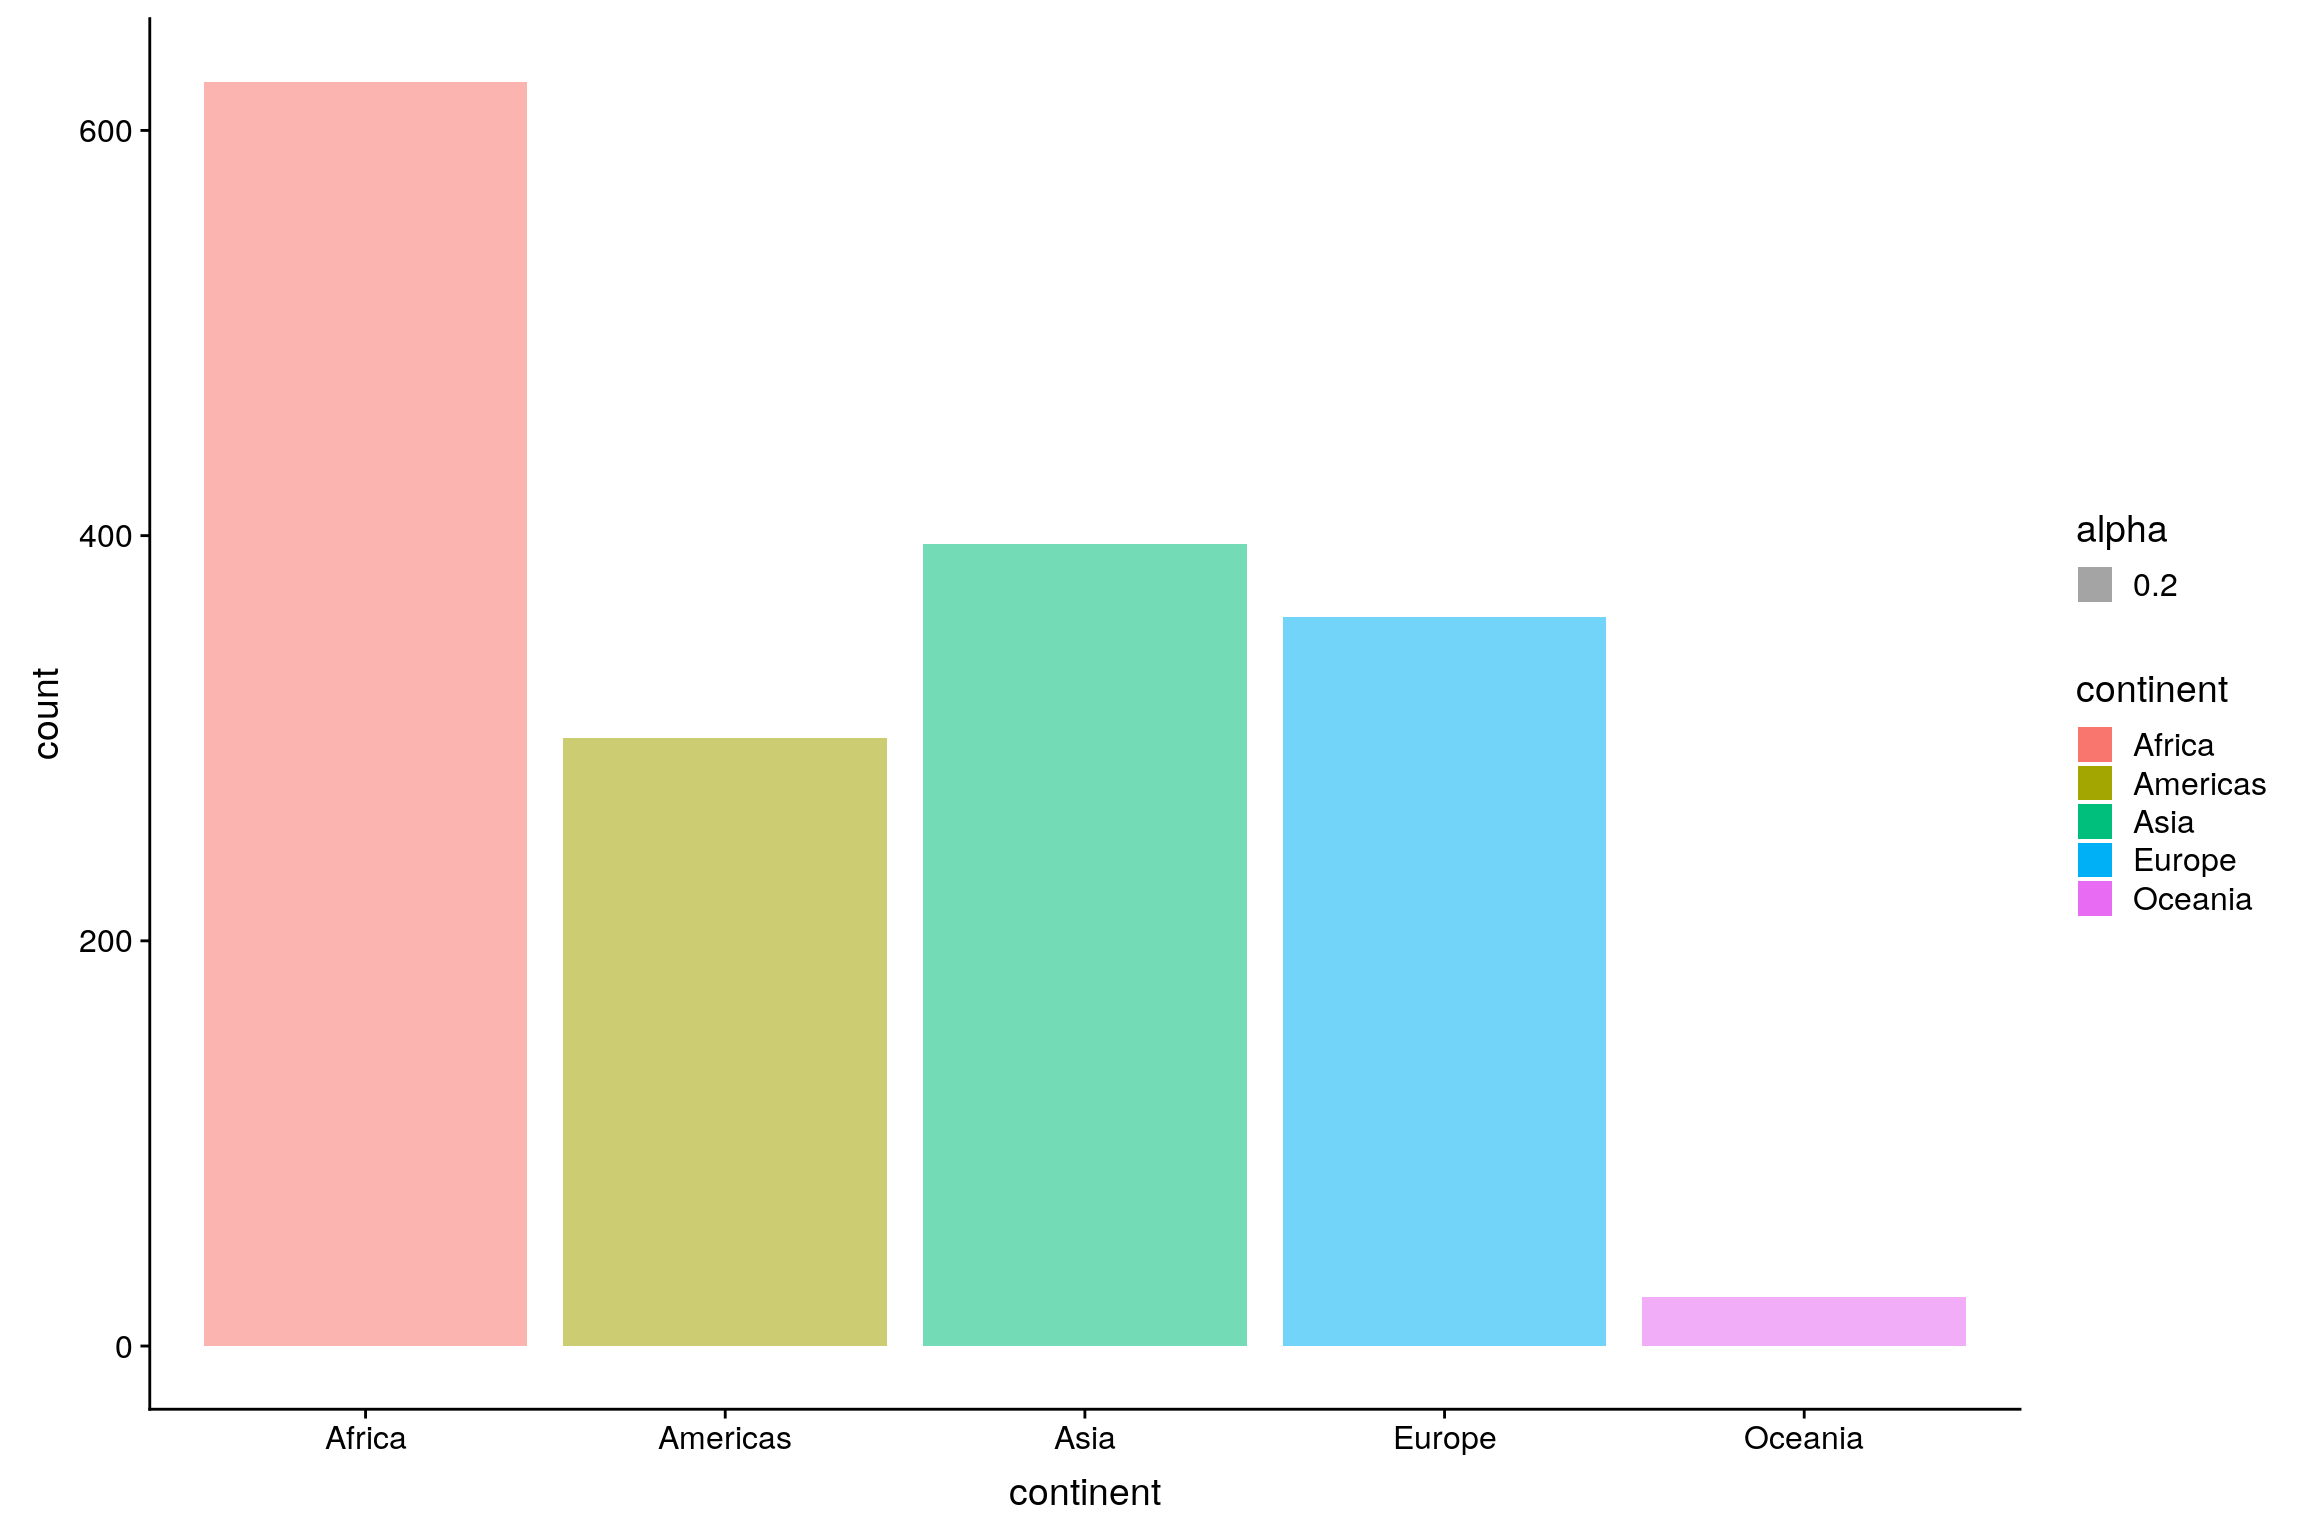 600
400
200
0
count
Africa
Americas
Asia
Europe
Oceania
continent
alpha
0.2
continent
Africa
Americas
Asia
Europe
Oceania